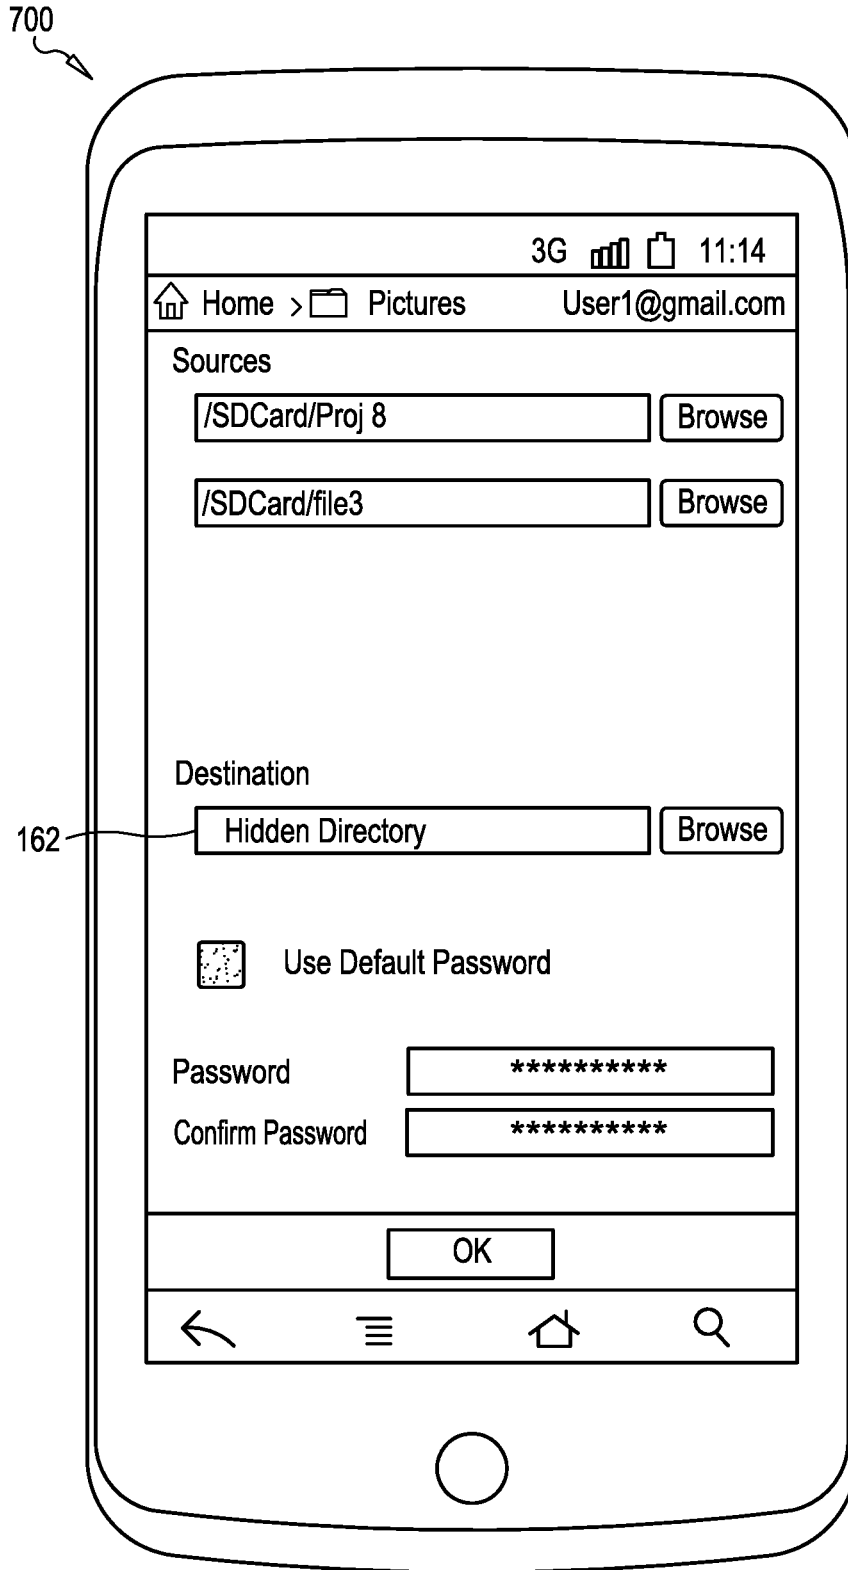 700
3G 11:14
Home > Pictures User1@gmail.com
Sources
/SDCard/Proj 8 Browse
/SDCard/file3 Browse
Destination
162 Hidden Directory Browse
Use Default Password
Password **********
Confirm Password **********
OK